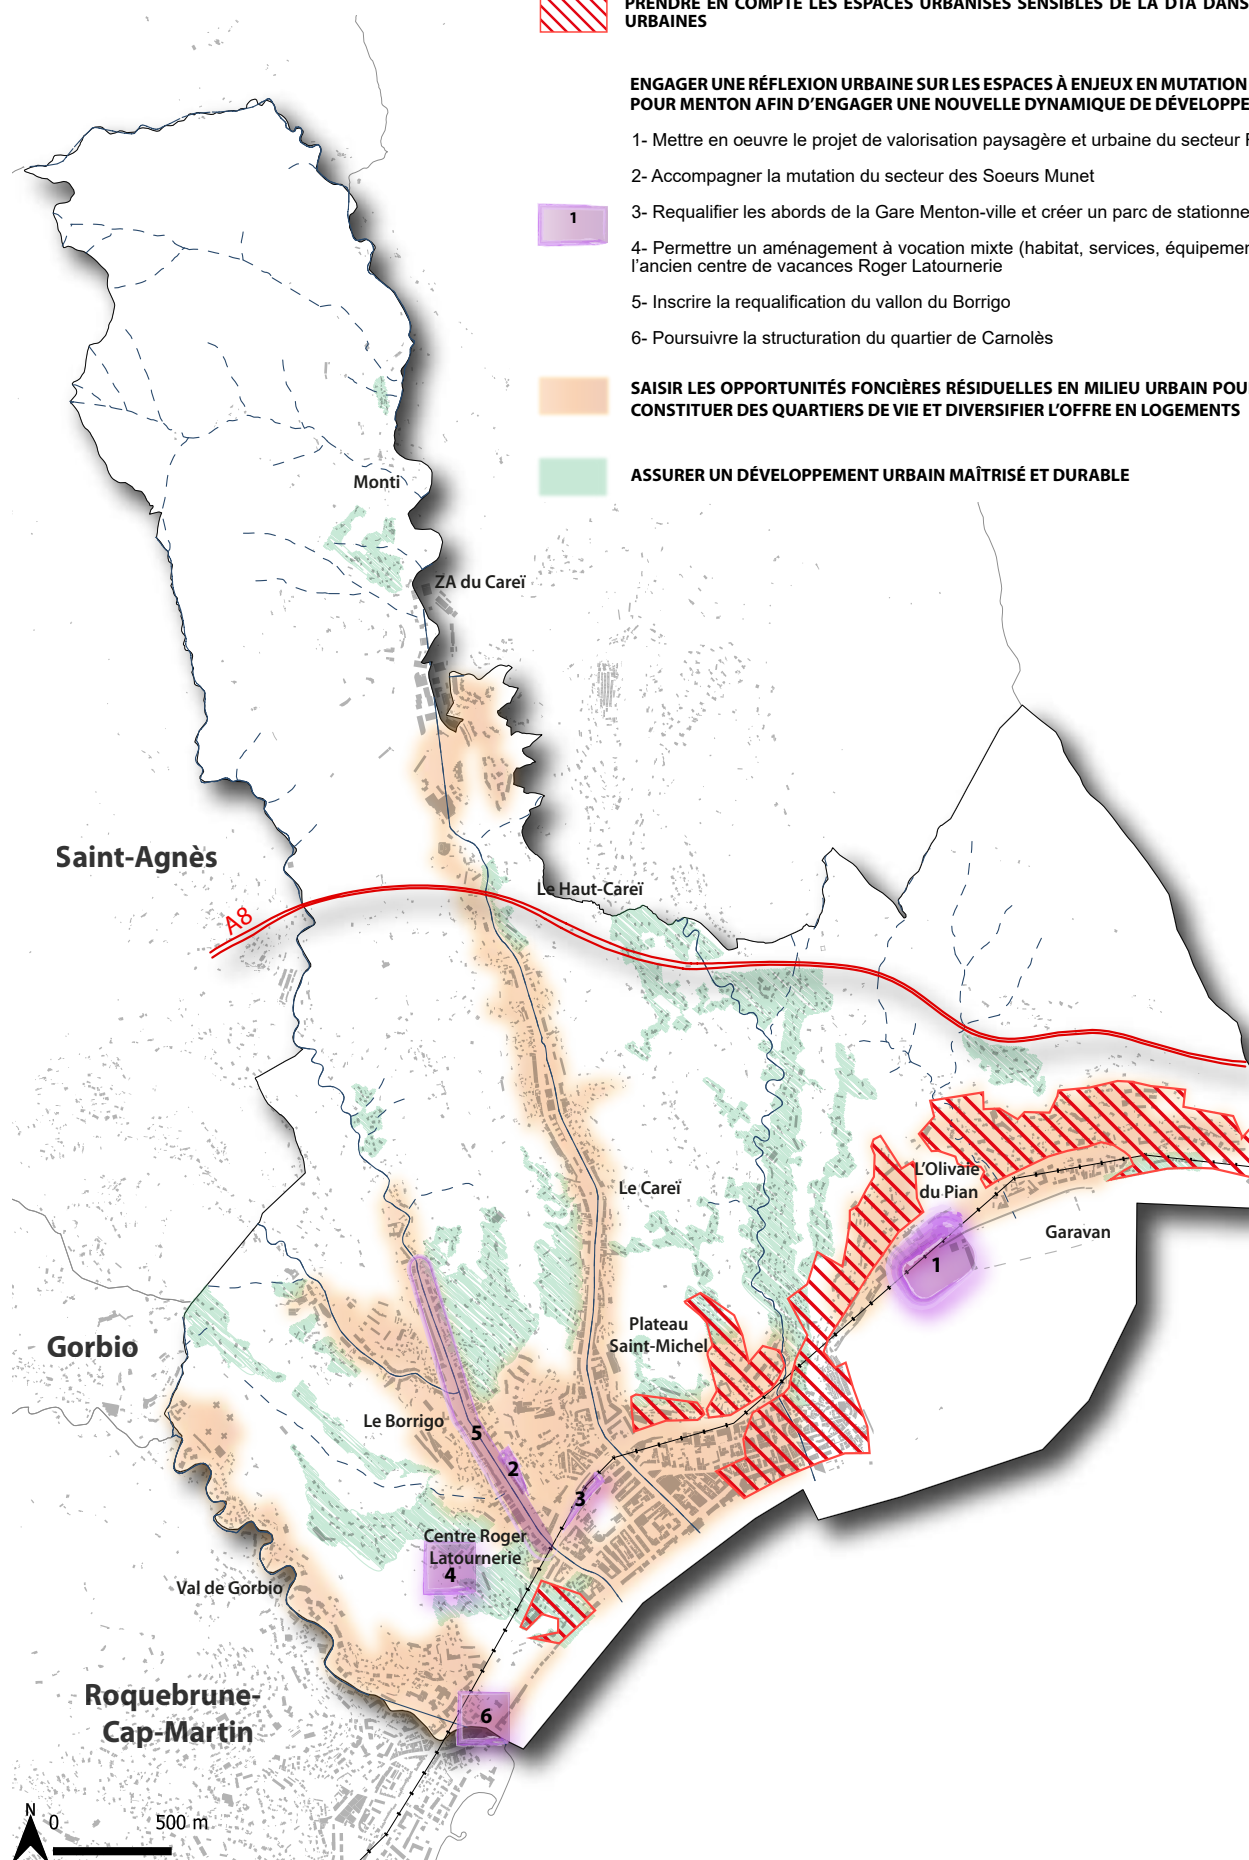 PRENDRE EN COMPTE LES ESPACES URBANISÉS SENSIBLES DE LA DTA DANS
URBAINES
ENGAGER UNE RÉFLEXION URBAINE SUR LES ESPACES À ENJEUX EN MUTATION
POUR MENTON AFIN D'ENGAGER UNE NOUVELLE DYNAMIQUE DE DÉVELOPPE
1- Mettre en oeuvre le projet de valorisation paysagère et urbaine du secteur
2- Accompagner la mutation du secteur des Soeurs Munet
1
3- Requalifier les abords de la Gare Menton-ville et créer un parc de stationne
4- Permettre un aménagement à vocation mixte (habitat, services, équipemen
l'ancien centre de vacances Roger Latournerie
5- Inscrire la requalification du vallon du Borrigo
6- Poursuivre la structuration du quartier de Carnolès
SAISIR LES OPPORTUNITÉS FONCIÈRES RÉSIDUELLES EN MILIEU URBAIN POU
CONSTITUER DES QUARTIERS DE VIE ET DIVERSIFIER L'OFFRE EN LOGEMENTS
ASSURER UN DÉVELOPPEMENT URBAIN MAÎTRISÉ ET DURABLE
Monti
ZA du Careï
Saint-Agnès
Le Haut-Careï
A8
L'Olivaie
du Pian
Le Careï
Garavan
1
Plateau
Saint-Michel
Gorbio
Le Borrigo
5
2
3
Centre Roger
Latournerie
4
Val de Gorbio
Roquebrune-
Cap-Martin
6
N
0 500 m